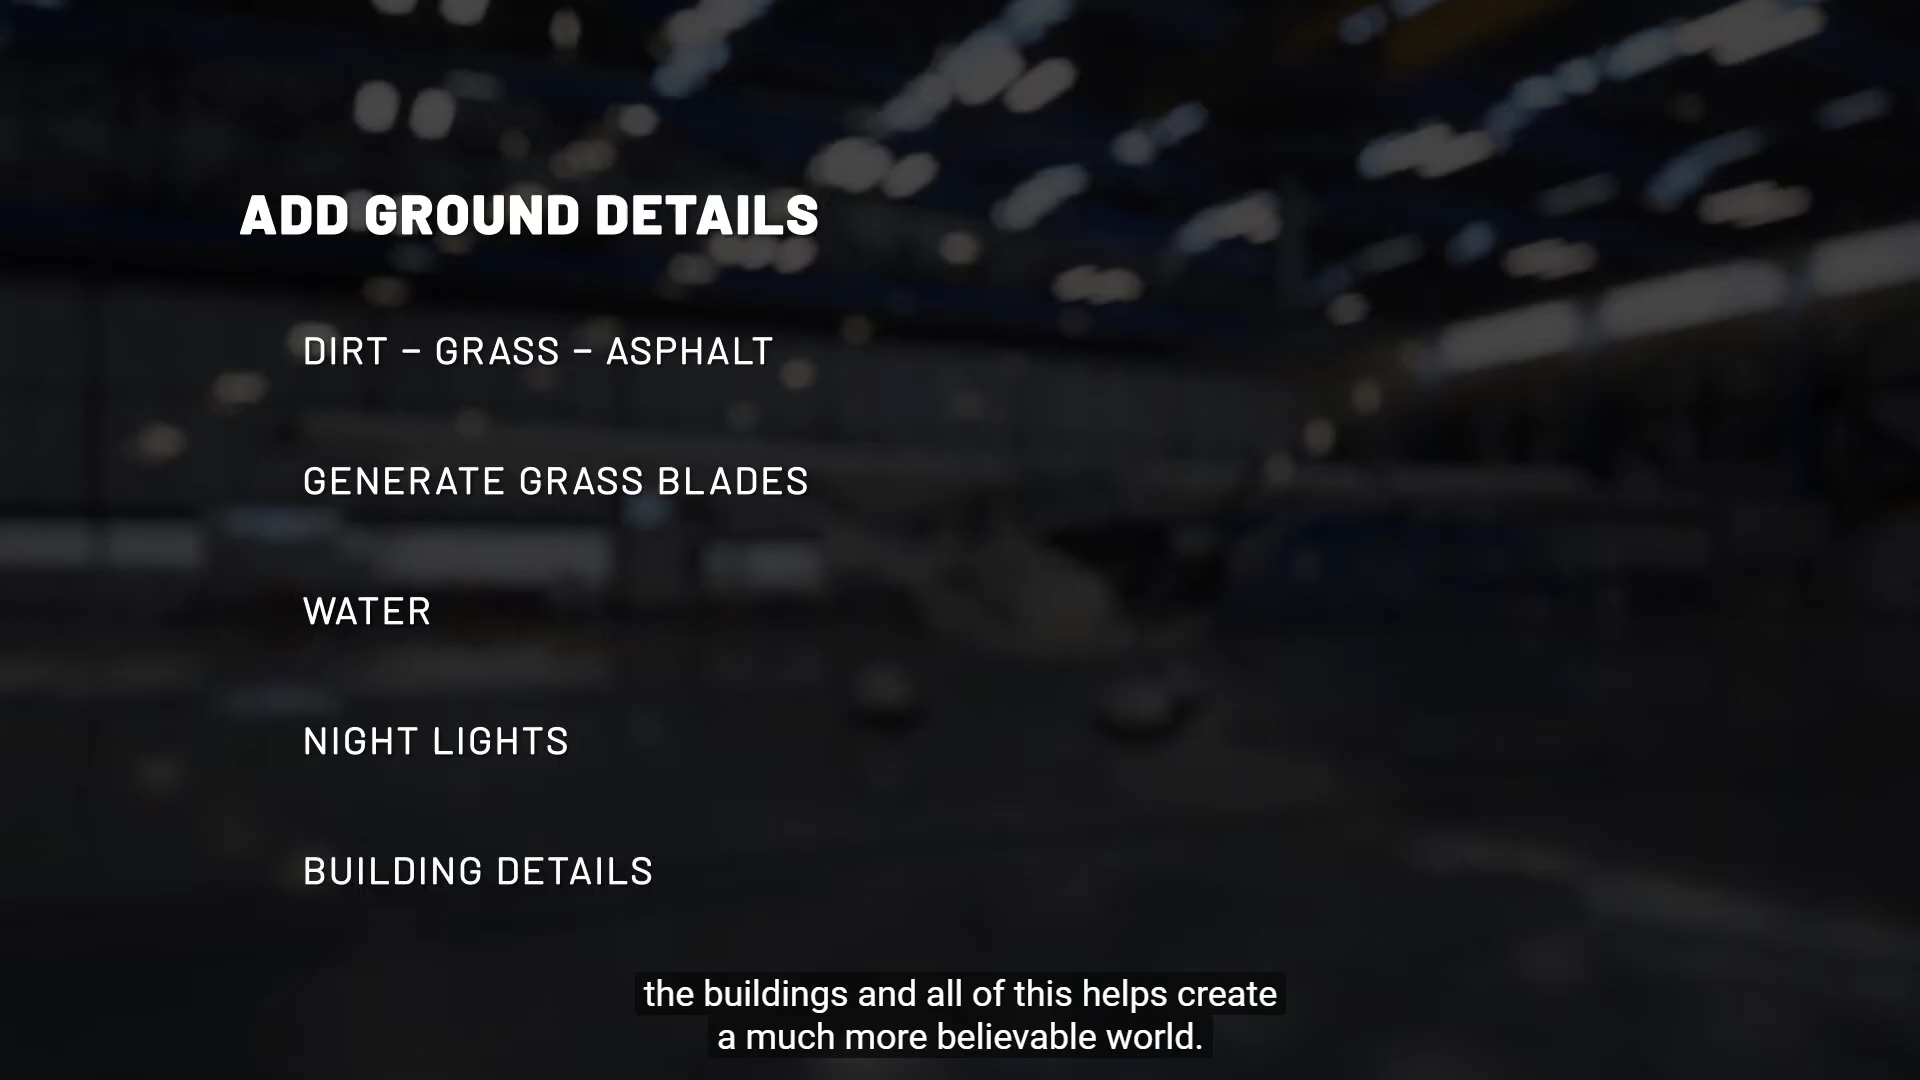 ADD GROUND DETAILS
DIRT – GRASS – ASPHALT
GENERATE GRASS BLADES
WATER
NIGHT LIGHTS
BUILDING DETAILS
the buildings and all of this helps create
a much more believable world.